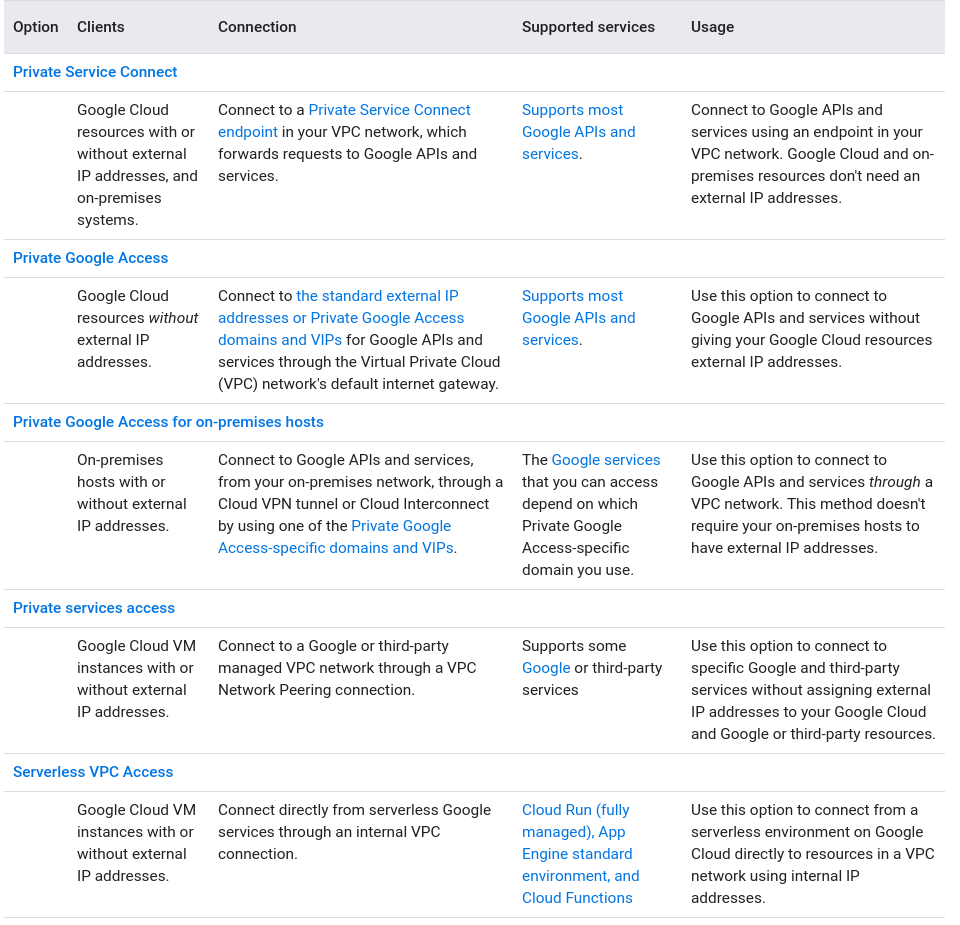 Option Clients Connection Supported services Usage
Private Service Connect
Google Cloud
resources with or
without external
IP addresses, and
on-premises
systems.
Connect to a Private Service Connect
endpoint in your VPC network, which
forwards requests to Google APIs and
services.
Supports most
Google APIs and
services.
Connect to Google APIs and
services using an endpoint in your
VPC network. Google Cloud and on-
premises resources don't need an
external IP addresses.
Private Google Access
Google Cloud
resources without
external IP
addresses.
Connect to the standard external IP
addresses or Private Google Access
domains and VIPs for Google APIs and
services through the Virtual Private Cloud
(VPC) network's default internet gateway.
Supports most
Google APIs and
services.
Use this option to connect to
Google APIs and services without
giving your Google Cloud resources
external IP addresses.
Private Google Access for on-premises hosts
On-premises
hosts with or
without external
IP addresses.
Connect to Google APIs and services,
from your on-premises network, through a
Cloud VPN tunnel or Cloud Interconnect
by using one of the Private Google
Access-specific domains and VIPs.
The Google services
that you can access
depend on which
Private Google
Access-specific
domain you use.
Use this option to connect to
Google APIs and services through a
VPC network. This method doesn't
require your on-premises hosts to
have external IP addresses.
Private services access
Google Cloud VM
instances with or
without external
IP addresses.
Connect to a Google or third-party
managed VPC network through a VPC
Network Peering connection.
Supports some
Google or third-party
services
Use this option to connect to
specific Google and third-party
services without assigning external
IP addresses to your Google Cloud
and Google or third-party resources.
Serverless VPC Access
Google Cloud VM
instances with or
without external
IP addresses.
Connect directly from serverless Google
services through an internal VPC
connection.
Cloud Run (fully
managed), App
Engine standard
environment, and
Cloud Functions
Use this option to connect from a
serverless environment on Google
Cloud directly to resources in a VPC
network using internal IP
addresses.